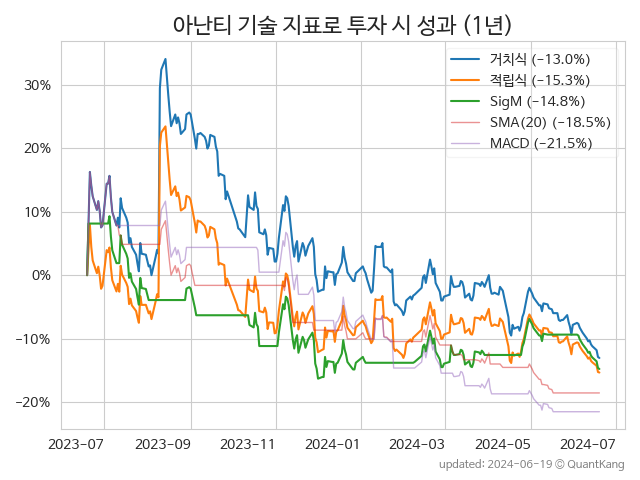 아난티 기술 지표로 투자 시 성과 (1년)
거치식 (−13.0%)
적립식 (−15.3%)
SigM (−14.8%)
SMA(20) (−18.5%)
MACD (−21.5%)
30%
20%
10%
0%
−10%
−20%
2023-07 2023-09 2023-11 2024-01 2024-03 2024-05 2024-07
updated: 2024-06-19 ⓒ QuantKang